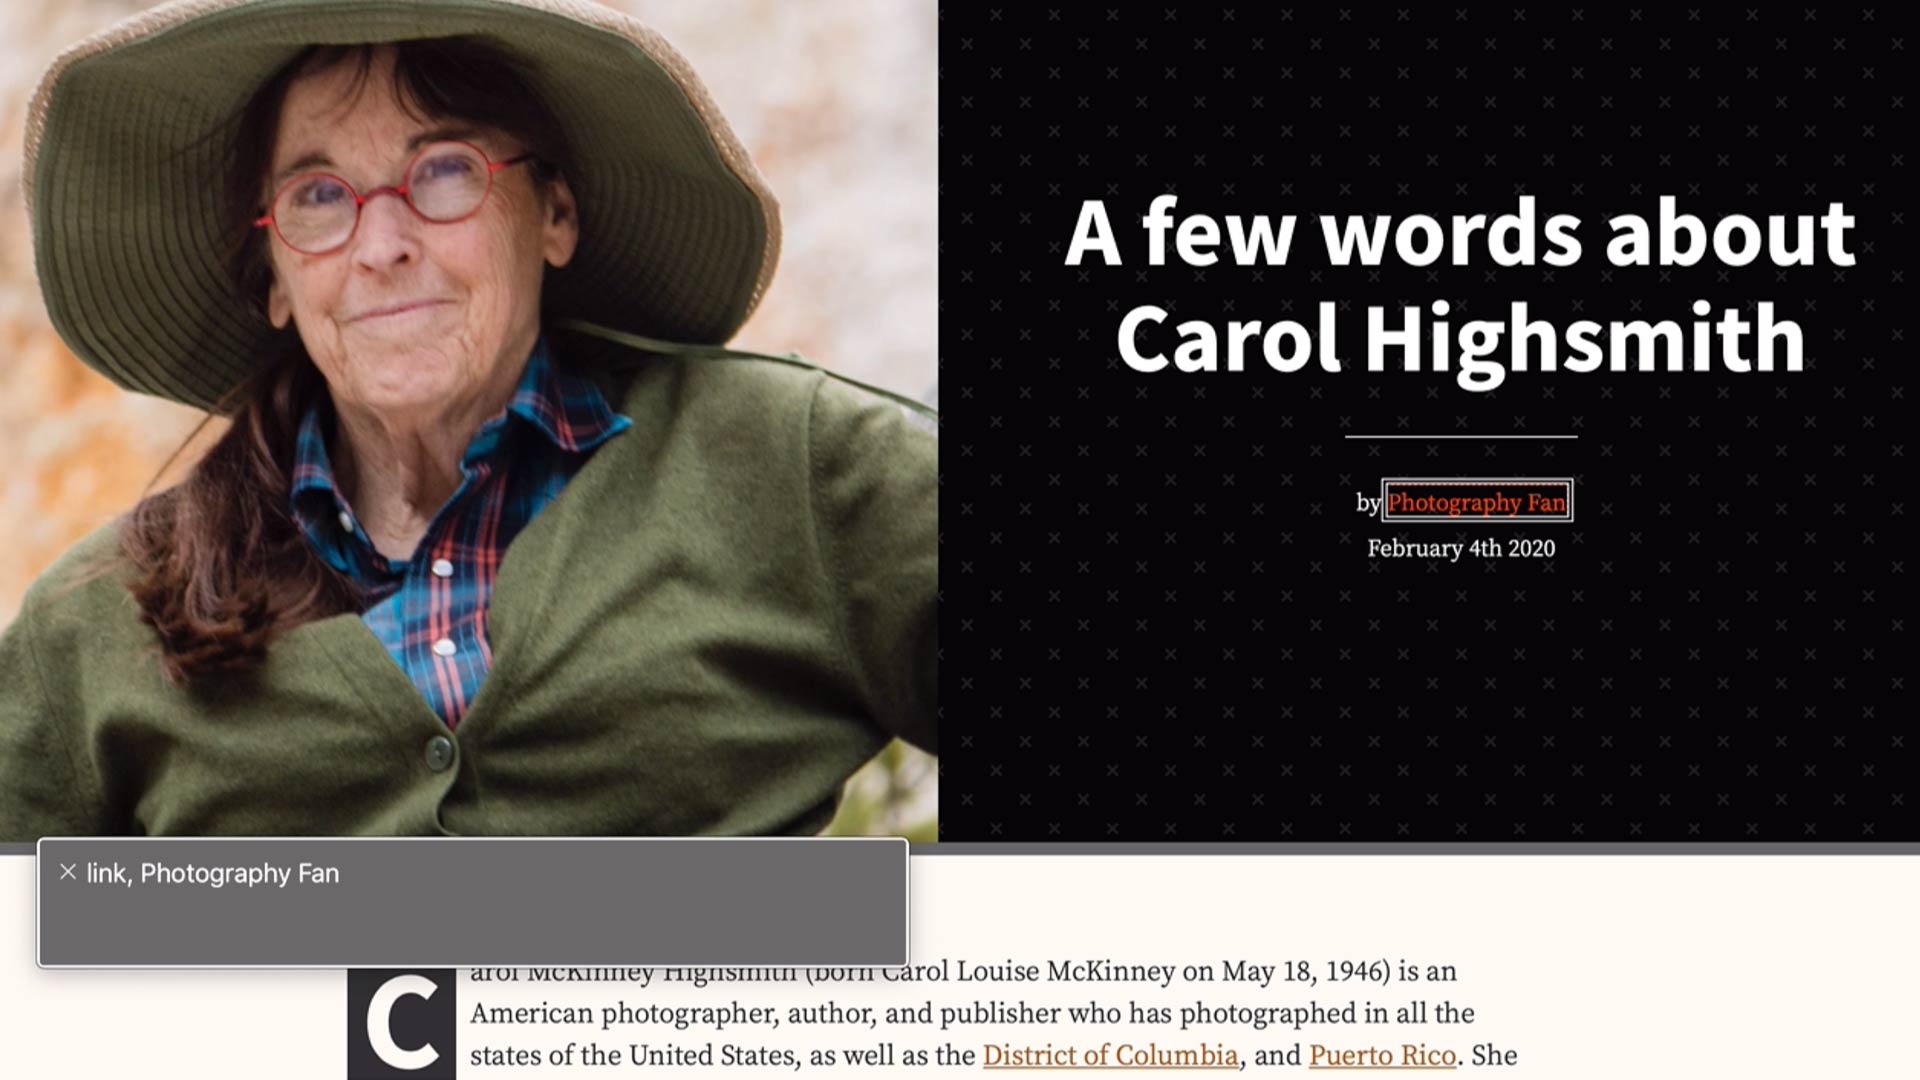 A few words about
Carol Highsmith
by Photography Fan
February 4th 2020
link, Photography Fan
arol McKinney Highsmith (born Carol Louise McKinney on May 18, 1946) is an
C
American photographer, author, and publisher who has photographed in all the
states of the United States, as well as the District of Columbia, and Puerto Rico. She